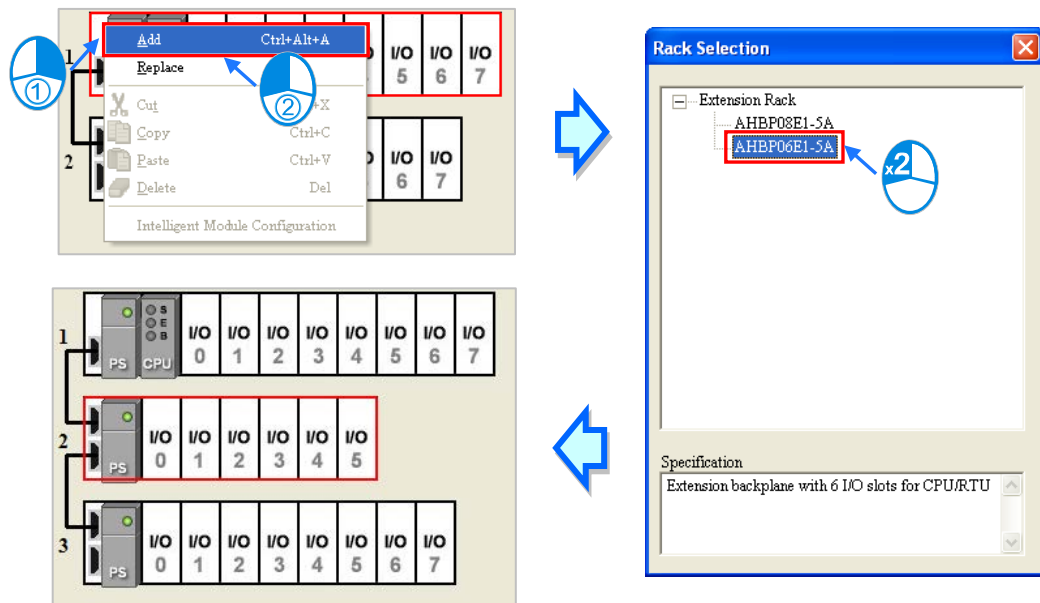 1
Add Ctrl+Alt+A
Replace
Cut +X
Copy Ctrl+C
Paste Ctrl+V
Delete Del
Intelligent Module Configuration
①
②
I/O I/O I/O
5 6 7
2
I/O I/O
6 7
Rack Selection
Extension Rack
AHBP08E1-5A
AHBP06E1-5A
x2
Specification
Extension backplane with 6 I/O slots for CPU/RTU
1
S
E
B
PS CPU
I/O I/O I/O I/O I/O I/O I/O I/O
0 1 2 3 4 5 6 7
2
PS
I/O I/O I/O I/O I/O I/O
0 1 2 3 4 5
3
PS
I/O I/O I/O I/O I/O I/O I/O I/O
0 1 2 3 4 5 6 7